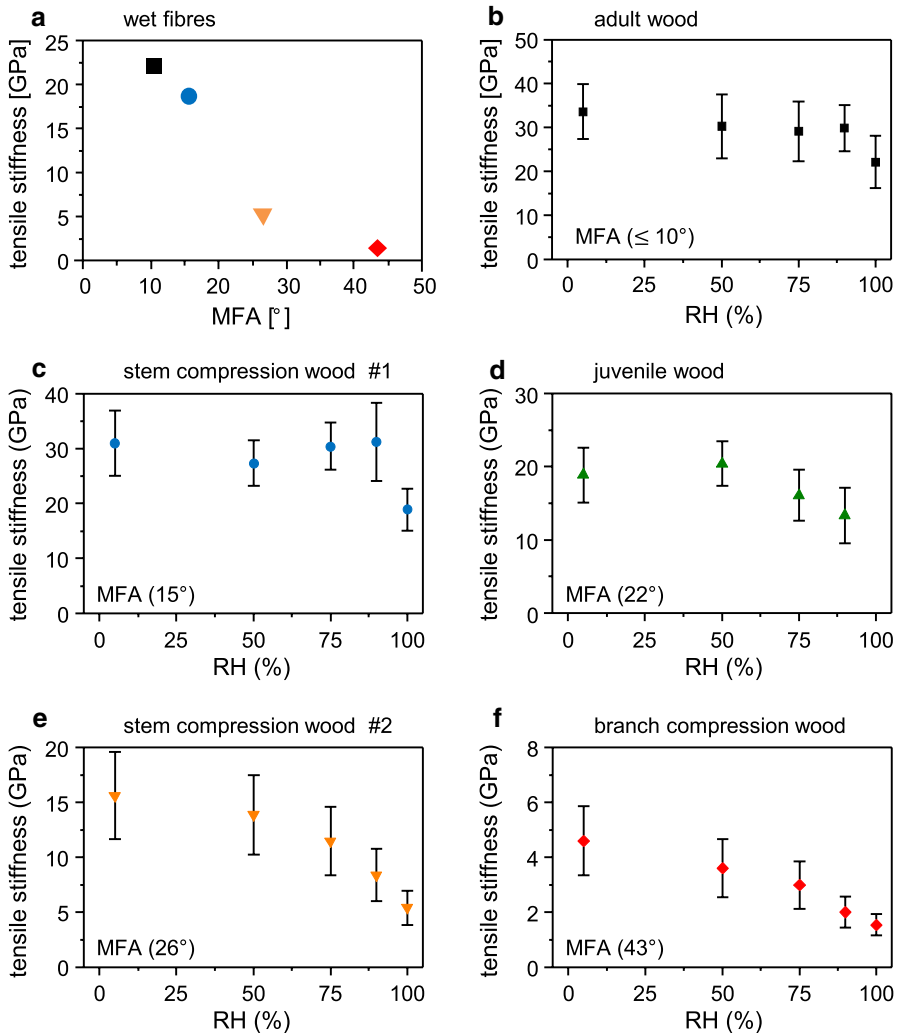 a wet fibres
tensile stiffness [GPa]
25
20
15
10
5
0
0 10 20 30 40 50
MFA [°]
b adult wood
tensile stiffness [GPa]
50
40
30
20
10
0
MFA (≤ 10°)
0 25 50 75 100
RH (%)
c stem compression wood #1
tensile stiffness (GPa)
40
30
20
10
0
MFA (15°)
0 25 50 75 100
RH (%)
d juvenile wood
tensile stiffness (GPa)
30
20
10
0
MFA (22°)
0 25 50 75 100
RH (%)
e stem compression wood #2
tensile stiffness (GPa)
20
15
10
5
0
MFA (26°)
0 25 50 75 100
RH (%)
f branch compression wood
tensile stiffness (GPa)
8
6
4
2
0
MFA (43°)
0 25 50 75 100
RH (%)